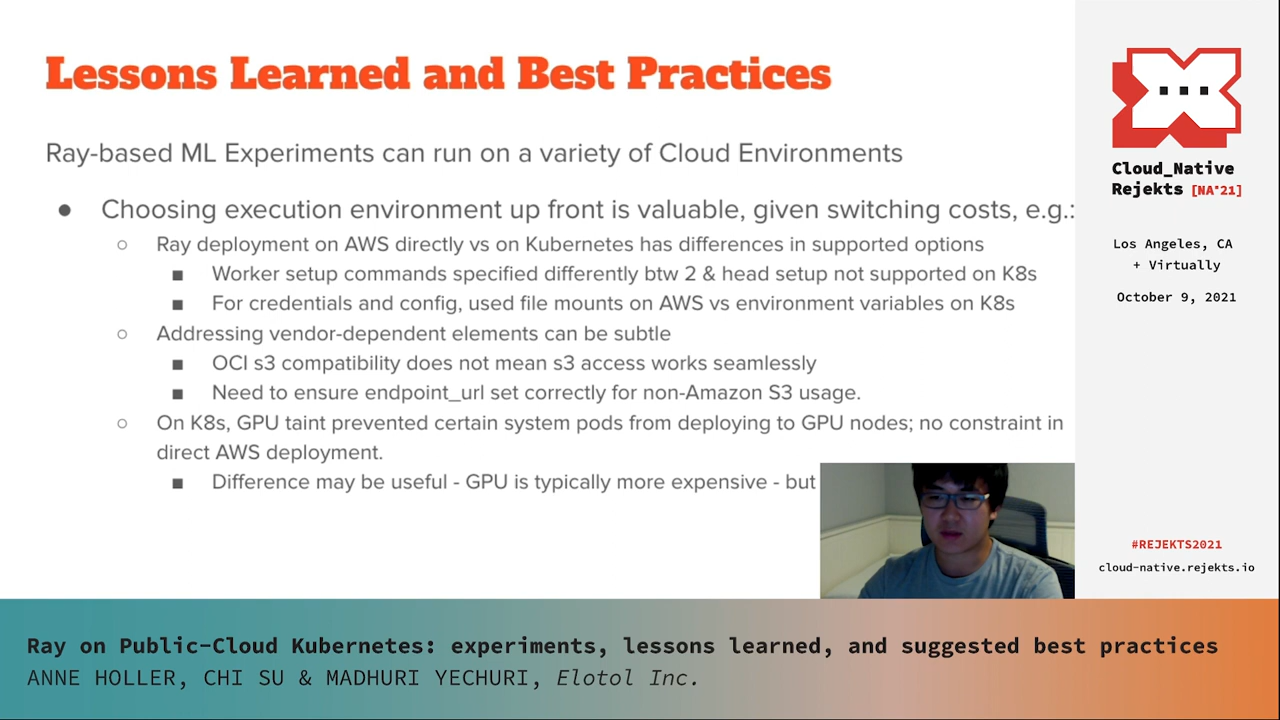 Lessons Learned and Best Practices
Ray-based ML Experiments can run on a variety of Cloud Environments
● Choosing execution environment up front is valuable, given switching costs, e.g.:
○ Ray deployment on AWS directly vs on Kubernetes has differences in supported options
■ Worker setup commands specified differently btw 2 & head setup not supported on K8s
■ For credentials and config, used file mounts on AWS vs environment variables on K8s
○ Addressing vendor-dependent elements can be subtle
■ OCI s3 compatibility does not mean s3 access works seamlessly
■ Need to ensure endpoint_url set correctly for non-Amazon S3 usage.
○ On K8s, GPU taint prevented certain system pods from deploying to GPU nodes; no constraint in
direct AWS deployment.
■ Difference may be useful - GPU is typically more expensive - but
Cloud_Native
Rejekts [NA'21]
Los Angeles, CA
+ Virtually
October 9, 2021
#REJEKTS2021
cloud-native.rejekts.io
Ray on Public-Cloud Kubernetes: experiments, lessons learned, and suggested best practices
ANNE HOLLER, CHI SU & MADHURI YECHURI, Elotol Inc.